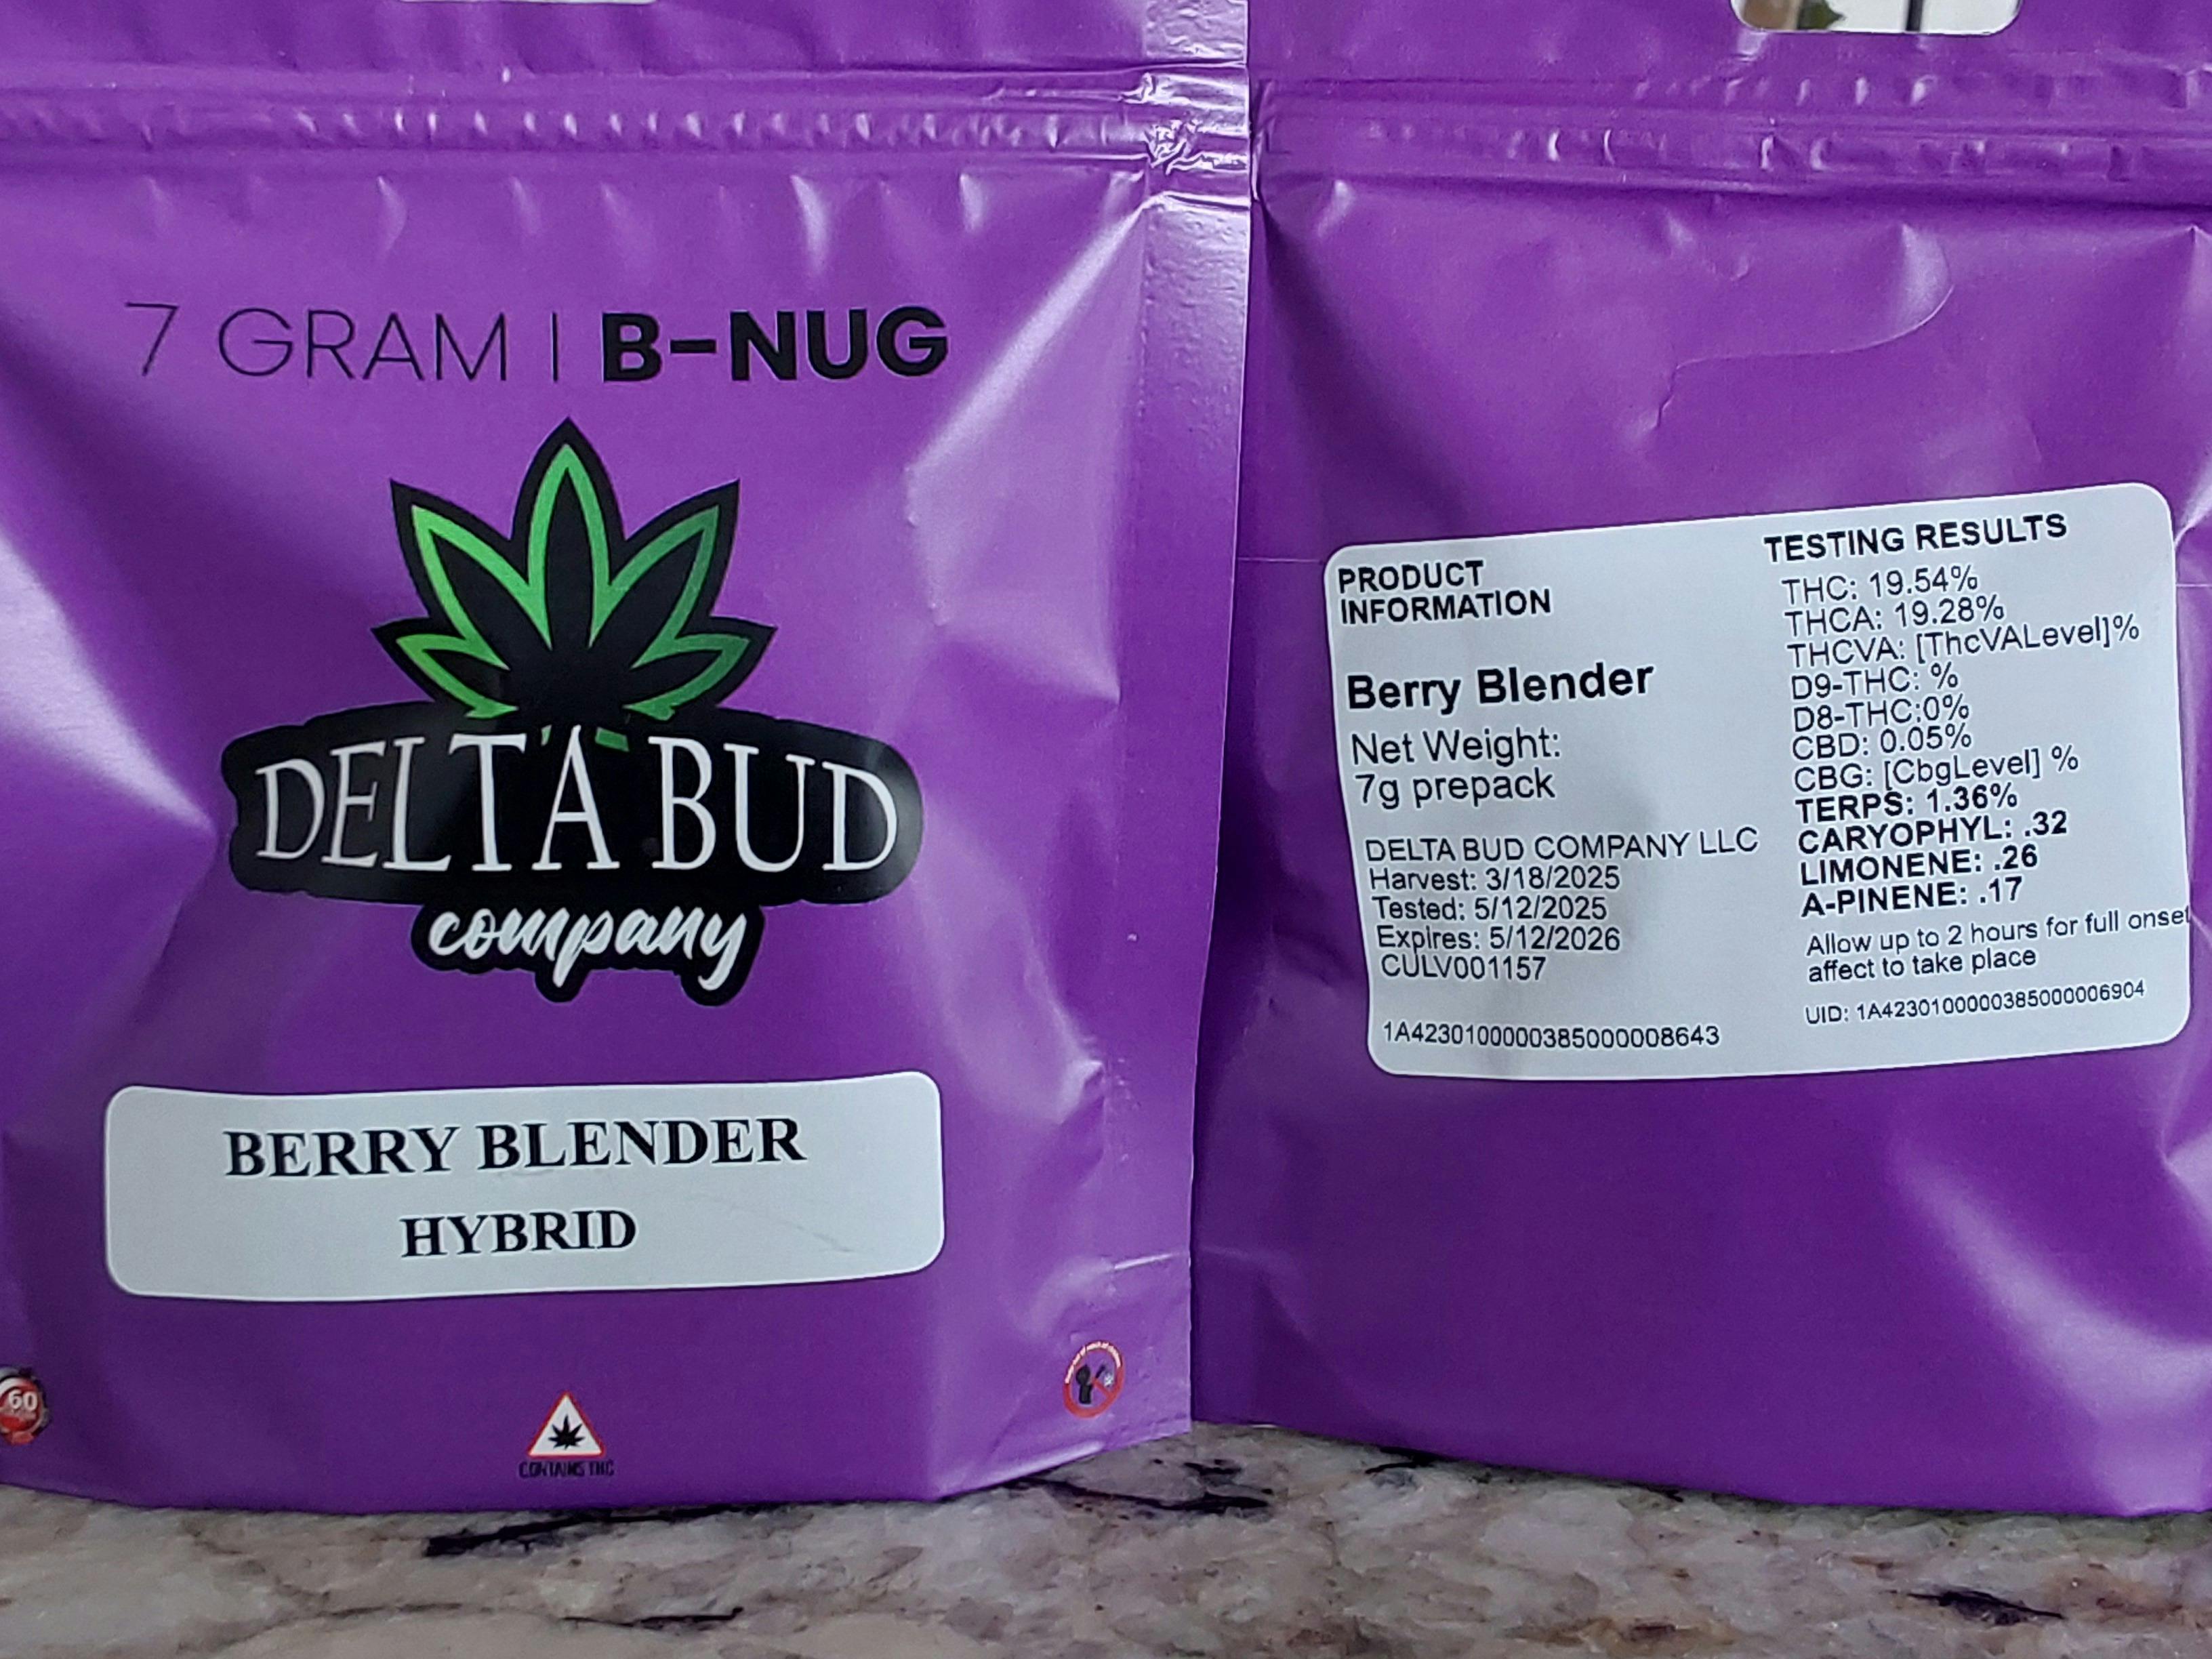 7 GRAM | B-NUG
DELTA BUD
company
BERRY BLENDER
HYBRID
60
CONTAINS THC
PRODUCT
INFORMATION
Berry Blender
Net Weight:
7g prepack
DELTA BUD COMPANY LLC
Harvest: 3/18/2025
Tested: 5/12/2025
Expires: 5/12/2026
CULV001157
1A4230100000385000008643
TESTING RESULTS
THC: 19.54%
THCA: 19.28%
THCVA: [ThcVALevel]%
D9-THC: %
D8-THC:0%
CBD: 0.05%
CBG: [CbgLevel] %
TERPS: 1.36%
CARYOPHYL: .32
LIMONENE: .26
A-PINENE: .17
Allow up to 2 hours for full onset
affect to take place
UID: 1A4230100000385000006904